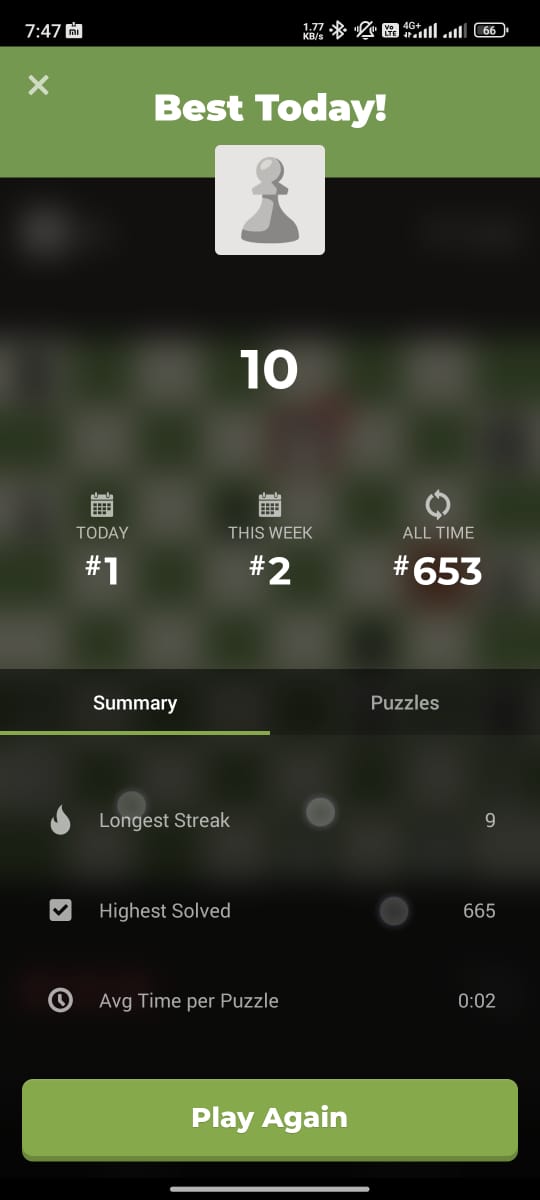 7:47 mi 1.77 KB/s Vo LTE 4G+ 66
Best Today!
10
TODAY THIS WEEK ALL TIME
#1 #2 #653
Summary Puzzles
Longest Streak 9
Highest Solved 665
Avg Time per Puzzle 0:02
Play Again